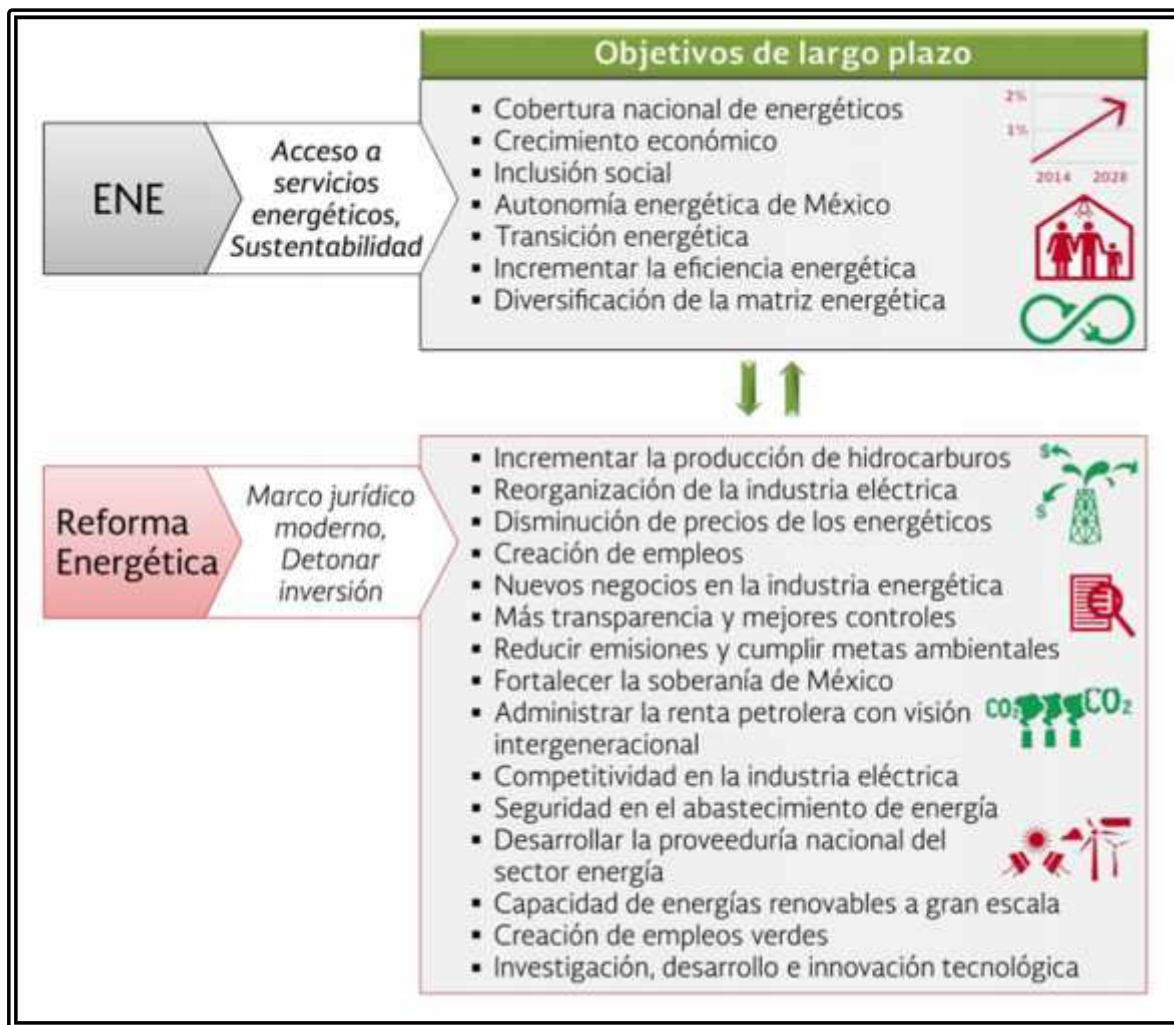 Objetivos de largo plazo
ENE
Acceso a
servicios
energéticos,
Sustentabilidad
▪ Cobertura nacional de energéticos
▪ Crecimiento económico
▪ Inclusión social
▪ Autonomía energética de México
▪ Transición energética
▪ Incrementar la eficiencia energética
▪ Diversificación de la matriz energética
2%
1%
2014 2028
Reforma
Energética
Marco jurídico
moderno,
Detonar
inversión
▪ Incrementar la producción de hidrocarburos
▪ Reorganización de la industria eléctrica
▪ Disminución de precios de los energéticos
▪ Creación de empleos
▪ Nuevos negocios en la industria energética
▪ Más transparencia y mejores controles
▪ Reducir emisiones y cumplir metas ambientales
▪ Fortalecer la soberanía de México
▪ Administrar la renta petrolera con visión
intergeneracional
▪ Competitividad en la industria eléctrica
▪ Seguridad en el abastecimiento de energía
▪ Desarrollar la proveeduría nacional del
sector energía
▪ Capacidad de energías renovables a gran escala
▪ Creación de empleos verdes
▪ Investigación, desarrollo e innovación tecnológica
$
$
CO₂ CO₂